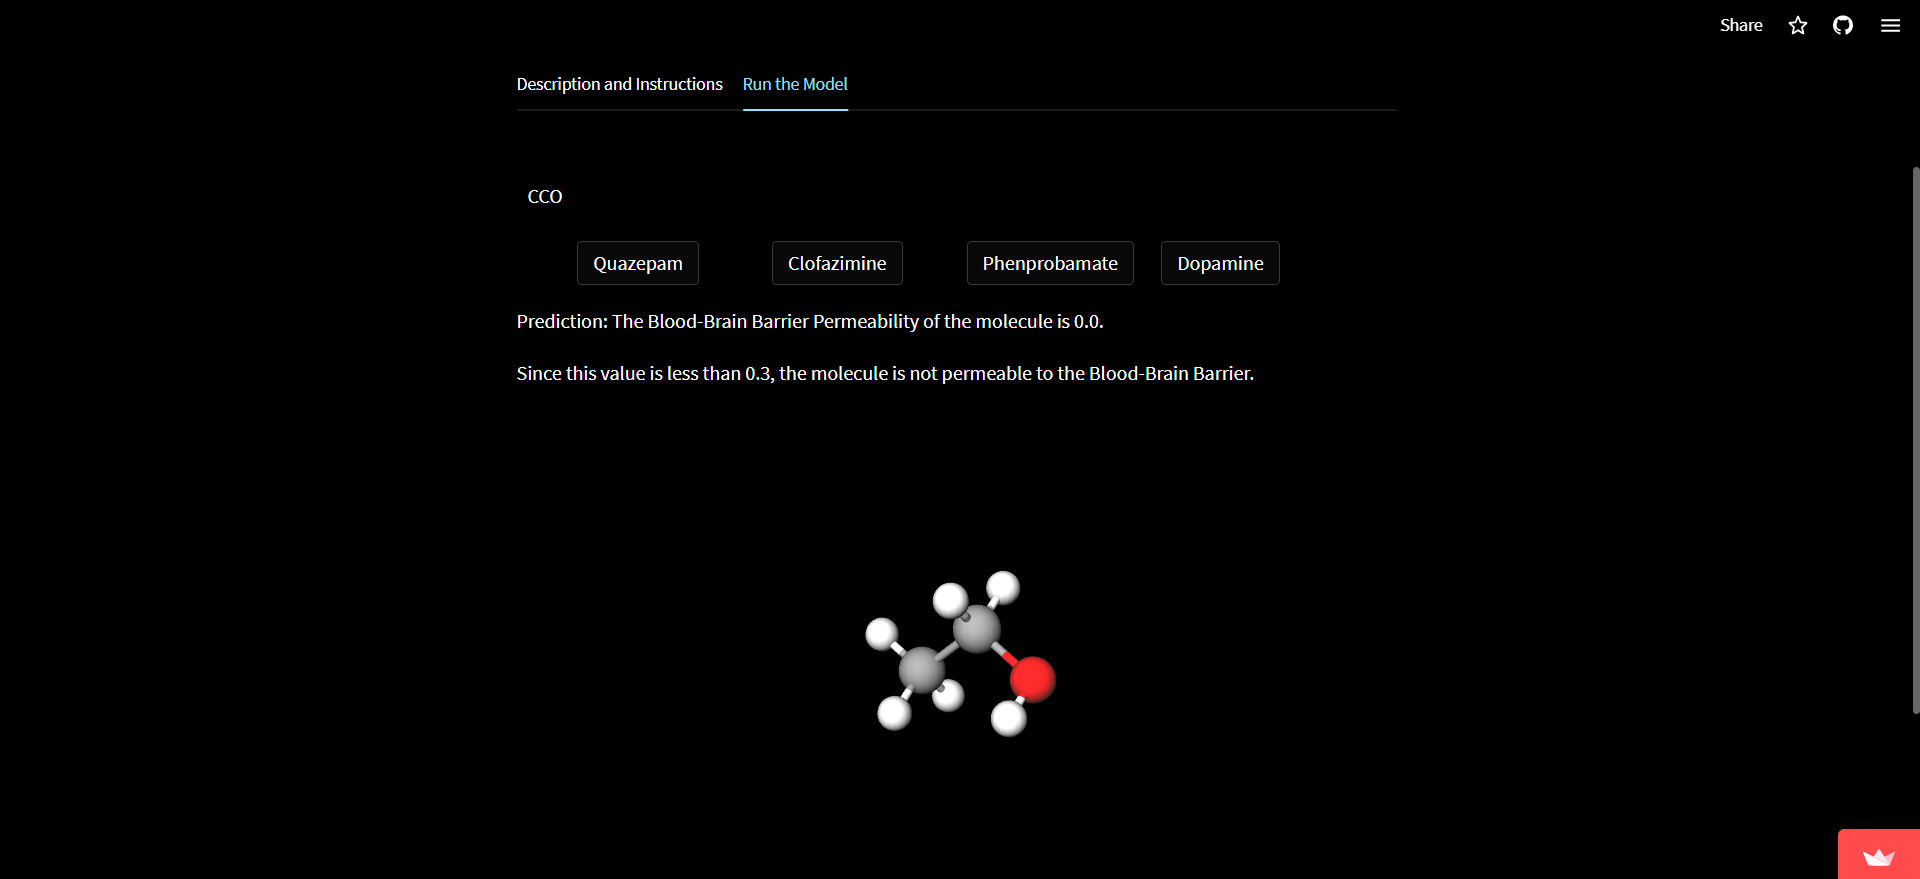 Share
Description and Instructions Run the Model
CCO
Quazepam Clofazimine Phenprobamate Dopamine
Prediction: The Blood-Brain Barrier Permeability of the molecule is 0.0.
Since this value is less than 0.3, the molecule is not permeable to the Blood-Brain Barrier.